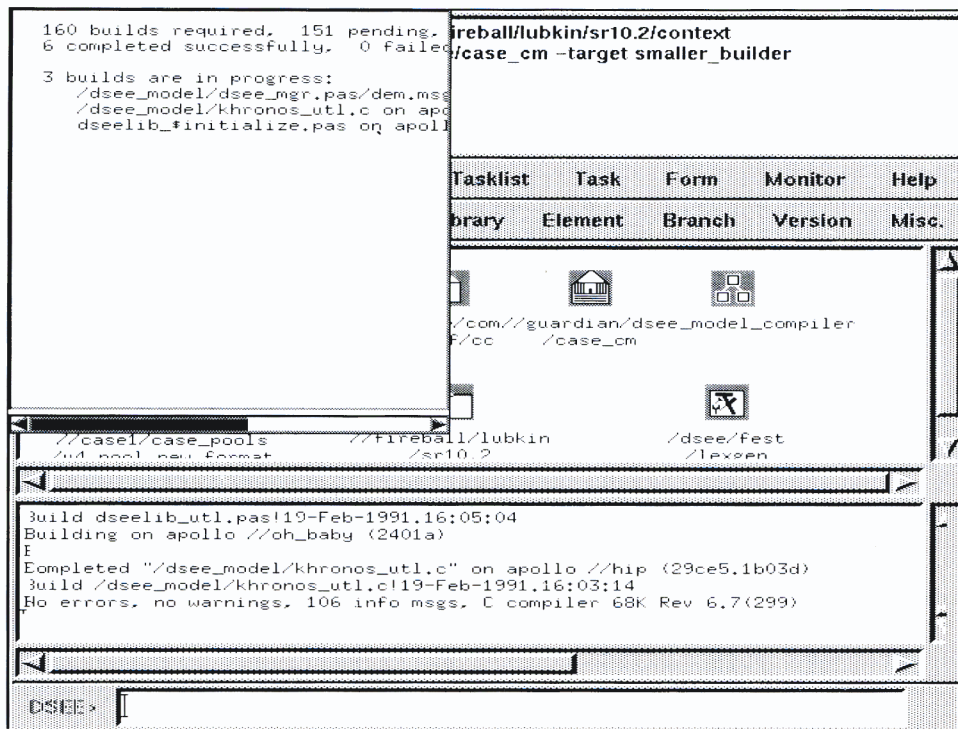 160 builds required, 151 pending,
6 completed successfully, 0 failed
3 builds are in progress:
/dsee_model/dsee_mgr.pas/dem.msg
/dsee_model/khronos_utl.c on apo
dseelib_$initialize.pas on apoll
ireball/lubkin/sr10.2/context
/case_cm -target smaller_builder
Tasklist Task Form Monitor Help
brary Element Branch Version Misc.
/com//guardian/dsee_model_compiler
f/cc /case_cm
//case1/case_pools //fireball/lubkin /dsee/fest
/u4_pool_new_format /sr10.2 /lexgen
Build dseelib_utl.pas!19-Feb-1991.16:05:04
Building on apollo //oh_baby (2401a)
E
Completed "/dsee_model/khronos_utl.c" on apollo //hip (29ce5.1b03d)
Build /dsee_model/khronos_utl.c!19-Feb-1991.16:03:14
No errors, no warnings, 106 info msgs, C compiler 68K Rev 6.7(299)
DSEE>